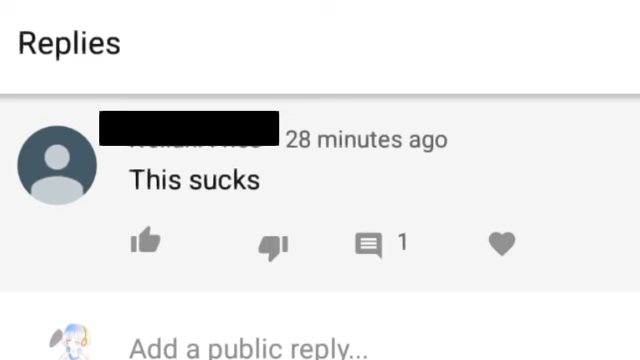 Replies
28 minutes ago
This sucks
1
Add a public reply...